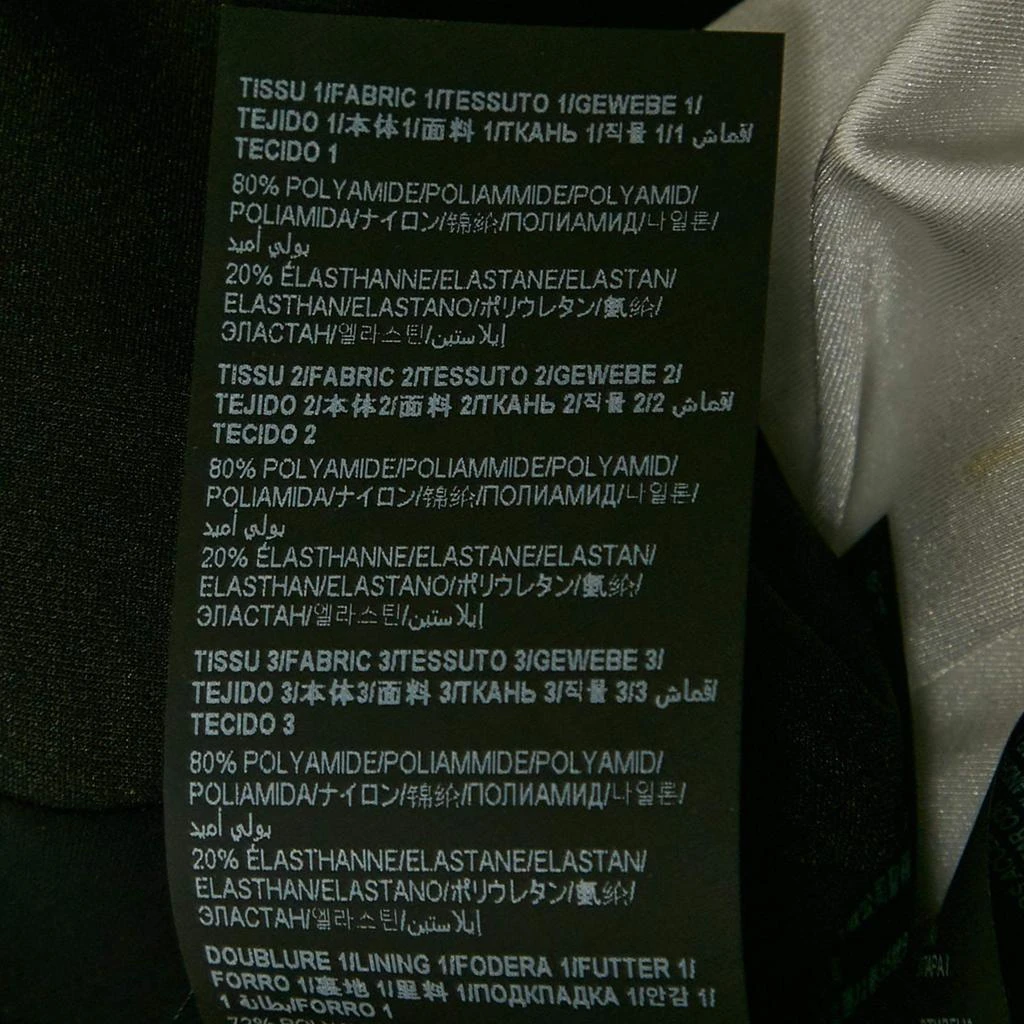 TISSU 1/FABRIC 1/TESSUTO 1/GEWEBE 1/
TEJIDO 1/本体1/面料 1/ТКАНЬ 1/직물 1/1 قماش/
TECIDO 1
80% POLYAMIDE/POLIAMMIDE/POLYAMID/
POLIAMIDA/ナイロン/锦纶/ПОЛИАМИД/나일론/
بولي أميد
20% ÉLASTHANNE/ELASTANE/ELASTAN/
ELASTHAN/ELASTANO/ポリウレタン/氨纶/
ЭЛАСТАН/엘라스틴/إيلاستين
TISSU 2/FABRIC 2/TESSUTO 2/GEWEBE 2/
TEJIDO 2/本体2/面料 2/ТКАНЬ 2/직물 2/2 قماش/
TECIDO 2
80% POLYAMIDE/POLIAMMIDE/POLYAMID/
POLIAMIDA/ナイロン/锦纶/ПОЛИАМИД/나일론/
بولي أميد
20% ÉLASTHANNE/ELASTANE/ELASTAN/
ELASTHAN/ELASTANO/ポリウレタン/氨纶/
ЭЛАСТАН/엘라스틴/إيلاستين
TISSU 3/FABRIC 3/TESSUTO 3/GEWEBE 3/
TEJIDO 3/本体3/面料 3/ТКАНЬ 3/직물 3/3 قماش/
TECIDO 3
80% POLYAMIDE/POLIAMMIDE/POLYAMID/
POLIAMIDA/ナイロン/锦纶/ПОЛИАМИД/나일론/
بولي أميد
20% ÉLASTHANNE/ELASTANE/ELASTAN/
ELASTHAN/ELASTANO/ポリウレタン/氨纶/
ЭЛАСТАН/엘라스틴/إيلاستين
DOUBLURE 1/LINING 1/FODERA 1/FUTTER 1/
FORRO 1/裏地 1/里料 1/ПОДКЛАДКА 1/안감 1/
1 بطانة/FORRO 1